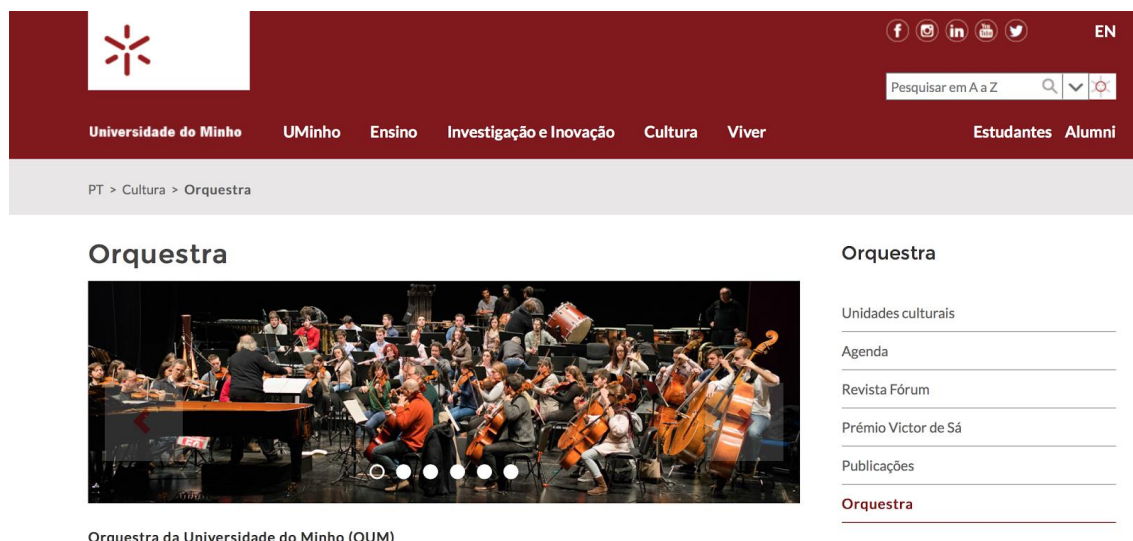 EN
Pesquisar em A a Z
Universidade do Minho UMinho Ensino Investigação e Inovação Cultura Viver Estudantes Alumni
PT > Cultura > Orquestra
Orquestra
Orquestra da Universidade do Minho (OUM)
Orquestra
Unidades culturais
Agenda
Revista Fórum
Prémio Victor de Sá
Publicações
Orquestra